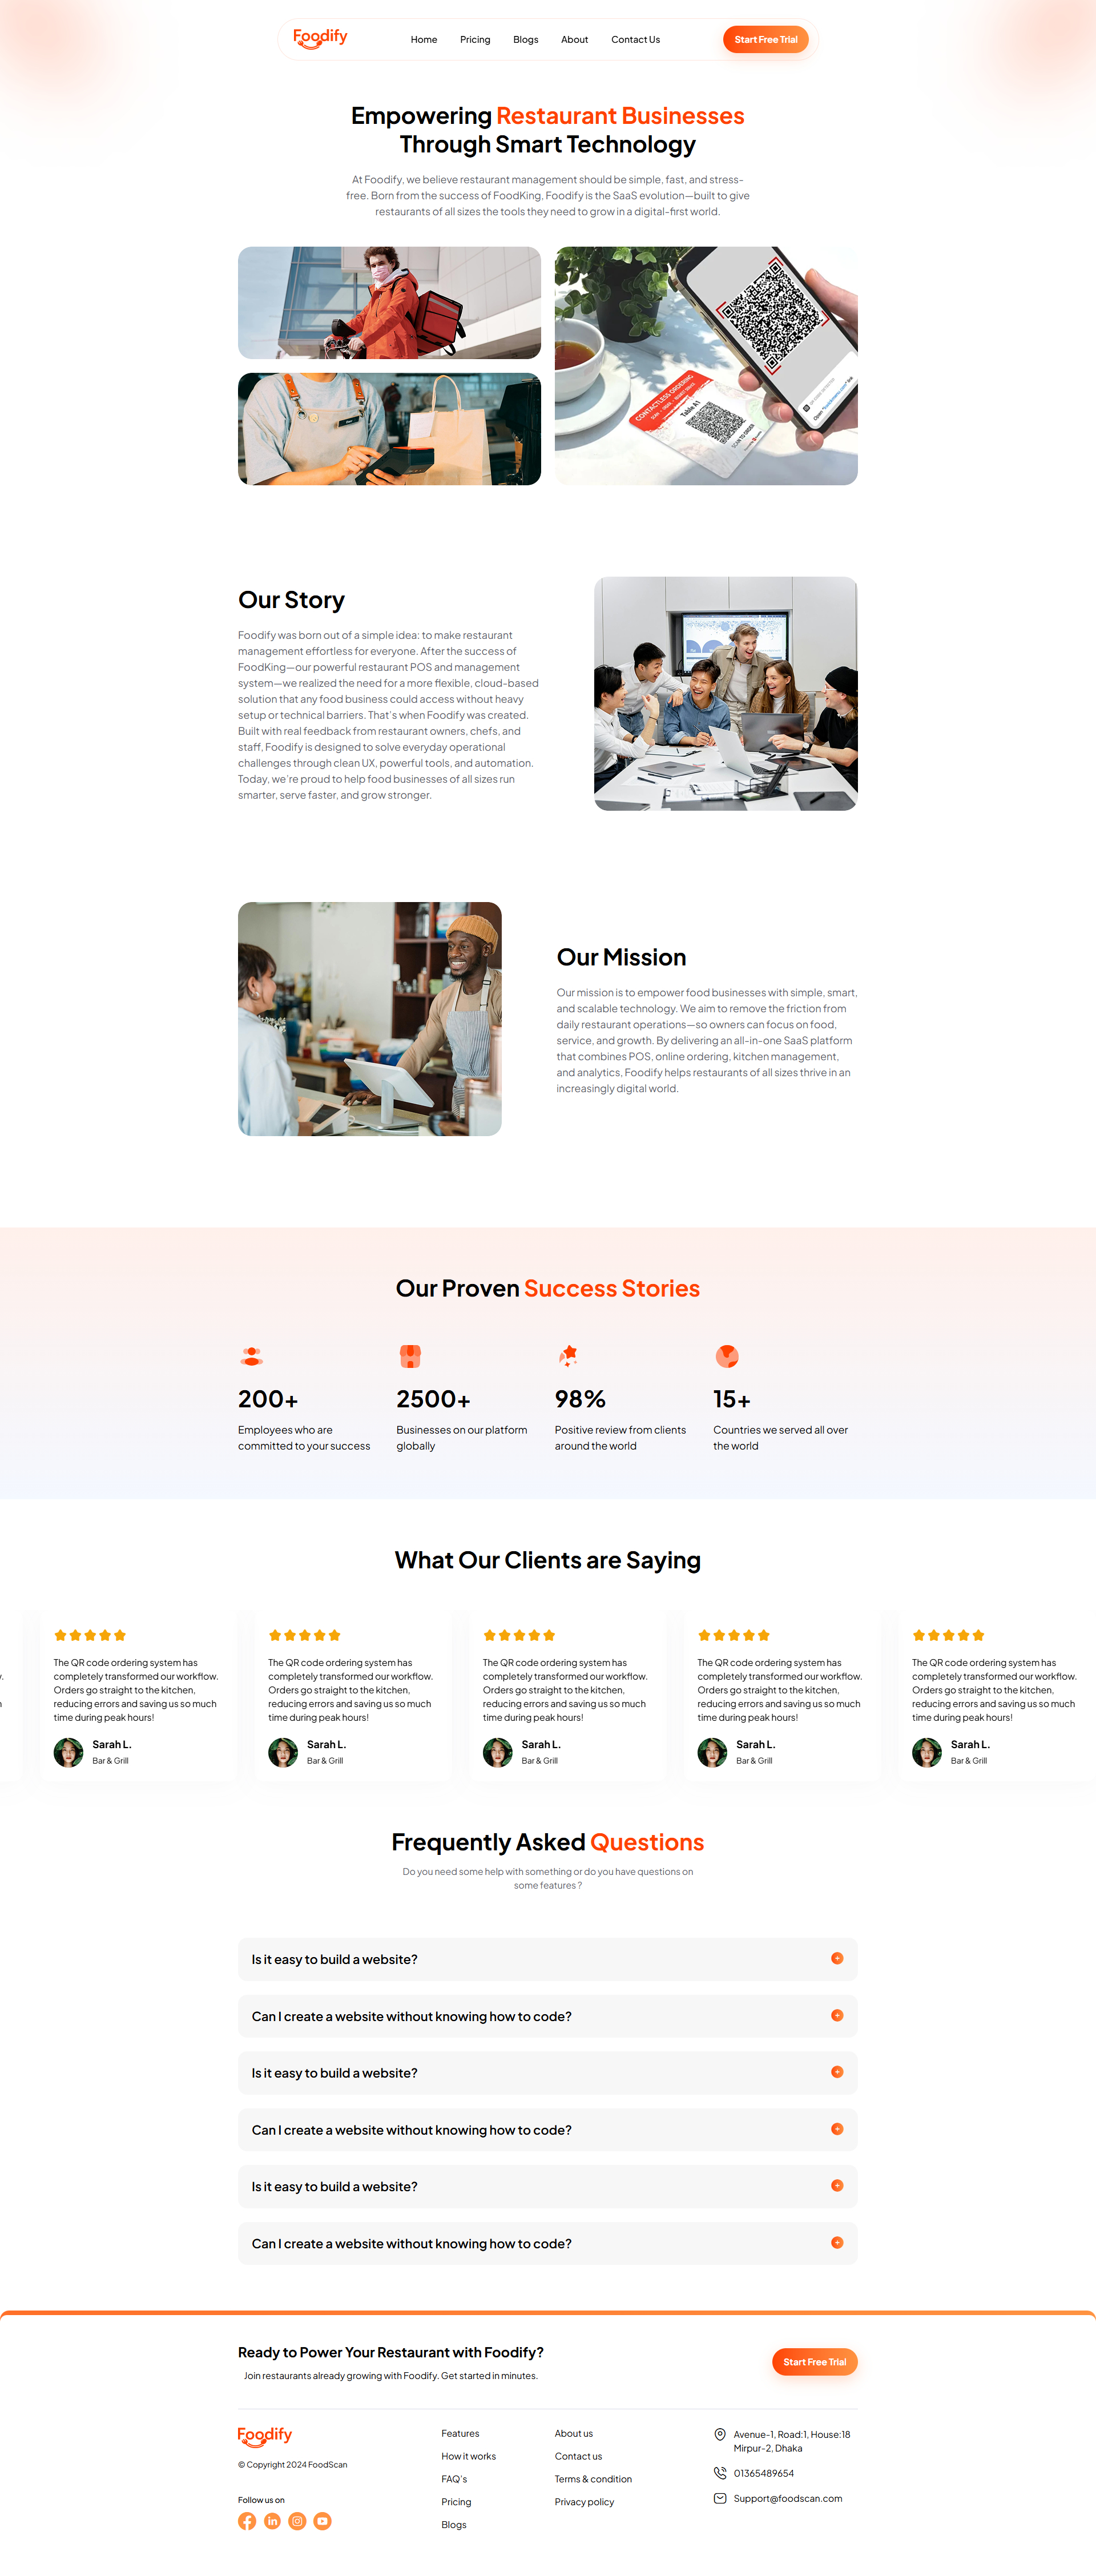 Foodify
Home
Pricing
Blogs
About
Contact Us
Start Free Trial
Empowering Restaurant Businesses
Through Smart Technology
At Foodify, we believe restaurant management should be simple, fast, and stress-
free. Born from the success of FoodKing, Foodify is the SaaS evolution—built to give
restaurants of all sizes the tools they need to grow in a digital-first world.
CONTACTLESS ORDERING
Table A1
SCAN TO ORDER
Our Story
Foodify was born out of a simple idea: to make restaurant
management effortless for everyone. After the success of
FoodKing—our powerful restaurant POS and management
system—we realized the need for a more flexible, cloud-based
solution that any food business could access without heavy
setup or technical barriers. That's when Foodify was created.
Built with real feedback from restaurant owners, chefs, and
staff, Foodify is designed to solve everyday operational
challenges through clean UX, powerful tools, and automation.
Today, we're proud to help food businesses of all sizes run
smarter, serve faster, and grow stronger.
Our Mission
Our mission is to empower food businesses with simple, smart,
and scalable technology. We aim to remove the friction from
daily restaurant operations—so owners can focus on food,
service, and growth. By delivering an all-in-one SaaS platform
that combines POS, online ordering, kitchen management,
and analytics, Foodify helps restaurants of all sizes thrive in an
increasingly digital world.
Our Proven Success Stories
200+
Employees who are
committed to your success
2500+
Businesses on our platform
globally
98%
Positive review from clients
around the world
15+
Countries we served all over
the world
What Our Clients are Saying
The QR code ordering system has
completely transformed our workflow.
Orders go straight to the kitchen,
reducing errors and saving us so much
time during peak hours!
Sarah L.
Bar & Grill
The QR code ordering system has
completely transformed our workflow.
Orders go straight to the kitchen,
reducing errors and saving us so much
time during peak hours!
Sarah L.
Bar & Grill
The QR code ordering system has
completely transformed our workflow.
Orders go straight to the kitchen,
reducing errors and saving us so much
time during peak hours!
Sarah L.
Bar & Grill
The QR code ordering system has
completely transformed our workflow.
Orders go straight to the kitchen,
reducing errors and saving us so much
time during peak hours!
Sarah L.
Bar & Grill
The QR code ordering system has
completely transformed our workflow.
Orders go straight to the kitchen,
reducing errors and saving us so much
time during peak hours!
Sarah L.
Bar & Grill
Frequently Asked Questions
Do you need some help with something or do you have questions on
some features ?
Is it easy to build a website?
Can I create a website without knowing how to code?
Is it easy to build a website?
Can I create a website without knowing how to code?
Is it easy to build a website?
Can I create a website without knowing how to code?
Ready to Power Your Restaurant with Foodify?
Join restaurants already growing with Foodify. Get started in minutes.
Start Free Trial
Foodify
© Copyright 2024 FoodScan
Follow us on
Features
How it works
FAQ's
Pricing
Blogs
About us
Contact us
Terms & condition
Privacy policy
Avenue-1, Road:1, House:18
Mirpur-2, Dhaka
01365489654
Support@foodscan.com